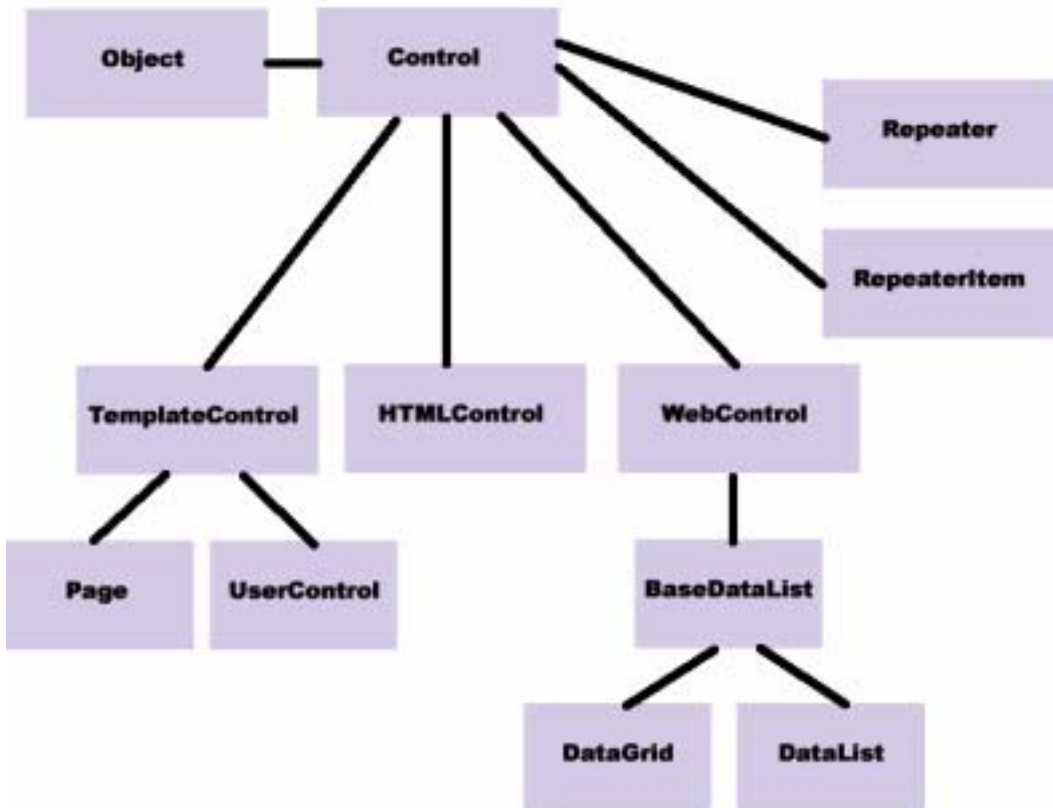 Object
Control
Repeater
RepeaterItem
TemplateControl
HTMLControl
WebControl
Page
UserControl
BaseDataList
DataGrid
DataList